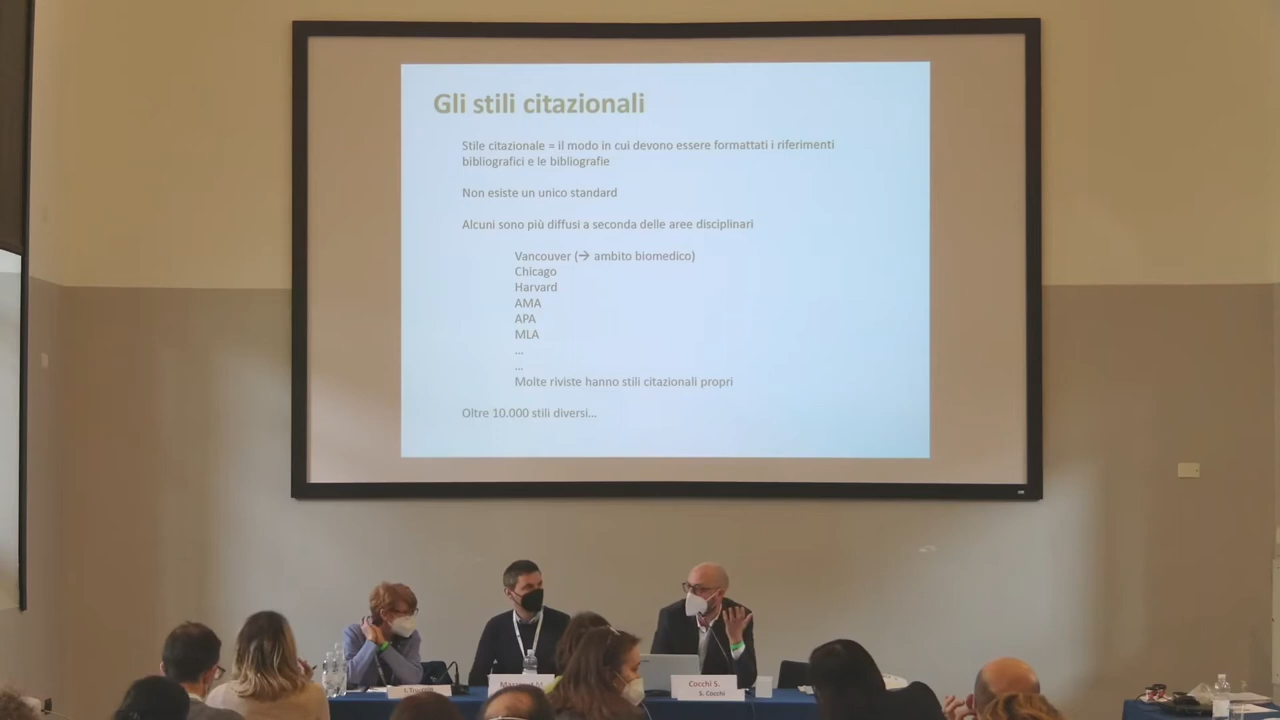 Gli stili citazionali
Stile citazionale = il modo in cui devono essere formattati i riferimenti
bibliografici e le bibliografie
Non esiste un unico standard
Alcuni sono più diffusi a seconda delle aree disciplinari
Vancouver (→ ambito biomedico)
Chicago
Harvard
AMA
APA
MLA
...
...
Molte riviste hanno stili citazionali propri
Oltre 10.000 stili diversi...
Cocchi S.
S. Cocchi